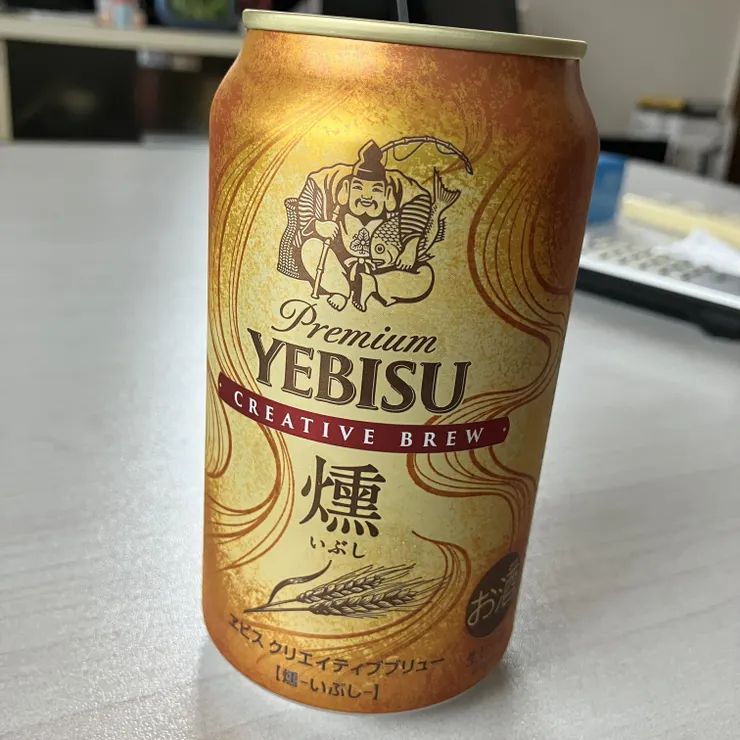 Premium
YEBISU
CREATIVE BREW
燻
いぶし
お酒
ヱビス クリエイティブブリュー
【燻-いぶし-】